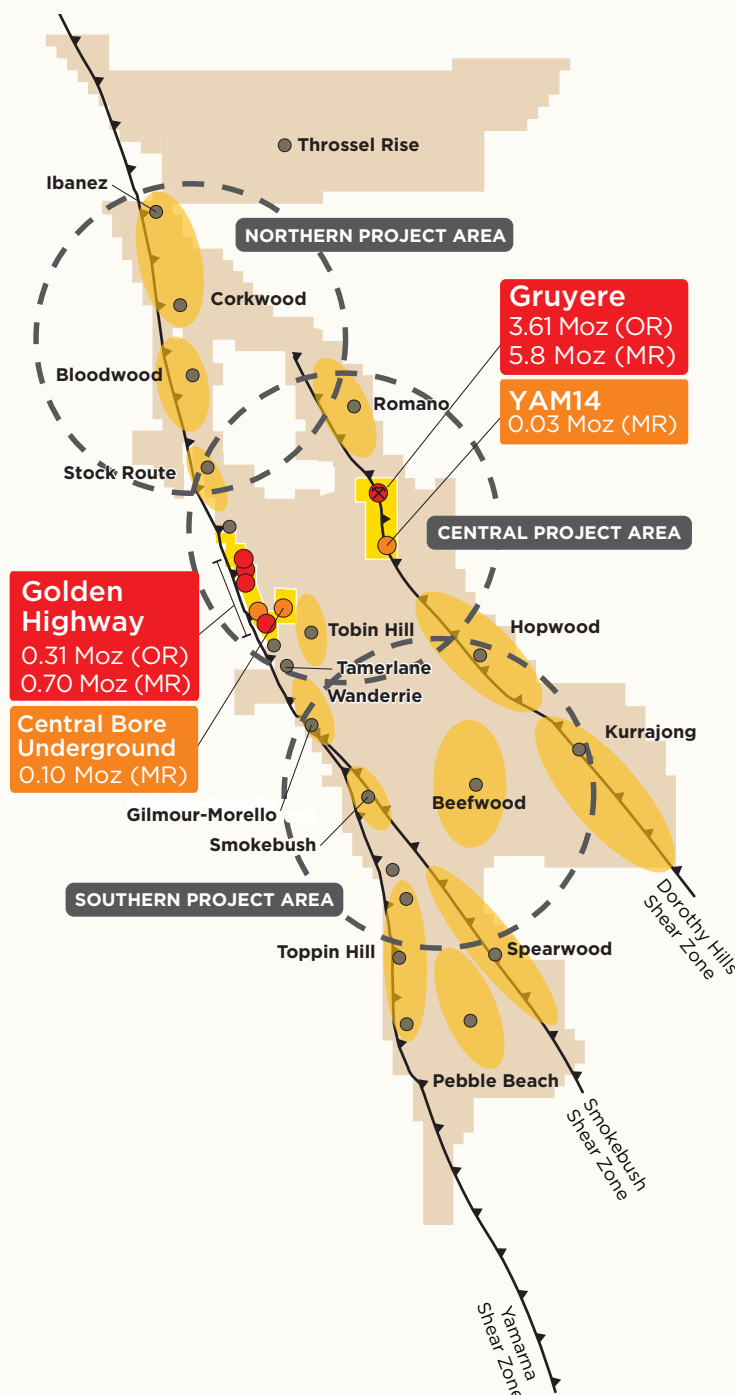 Throssel Rise
Ibanez
NORTHERN PROJECT AREA
Corkwood
Gruyere
3.61 Moz (OR)
5.8 Moz (MR)
Bloodwood
Romano
YAM14
0.03 Moz (MR)
Stock Route
CENTRAL PROJECT AREA
Golden
Highway
0.31 Moz (OR)
0.70 Moz (MR)
Tobin Hill
Hopwood
Tamerlane
Wanderrie
Central Bore
Underground
0.10 Moz (MR)
Kurrajong
Beefwood
Gilmour-Morello
Smokebush
SOUTHERN PROJECT AREA
Dorothy Hills
Shear Zone
Toppin Hill
Spearwood
Pebble Beach
Smokebush
Shear Zone
Yamarna
Shear Zone